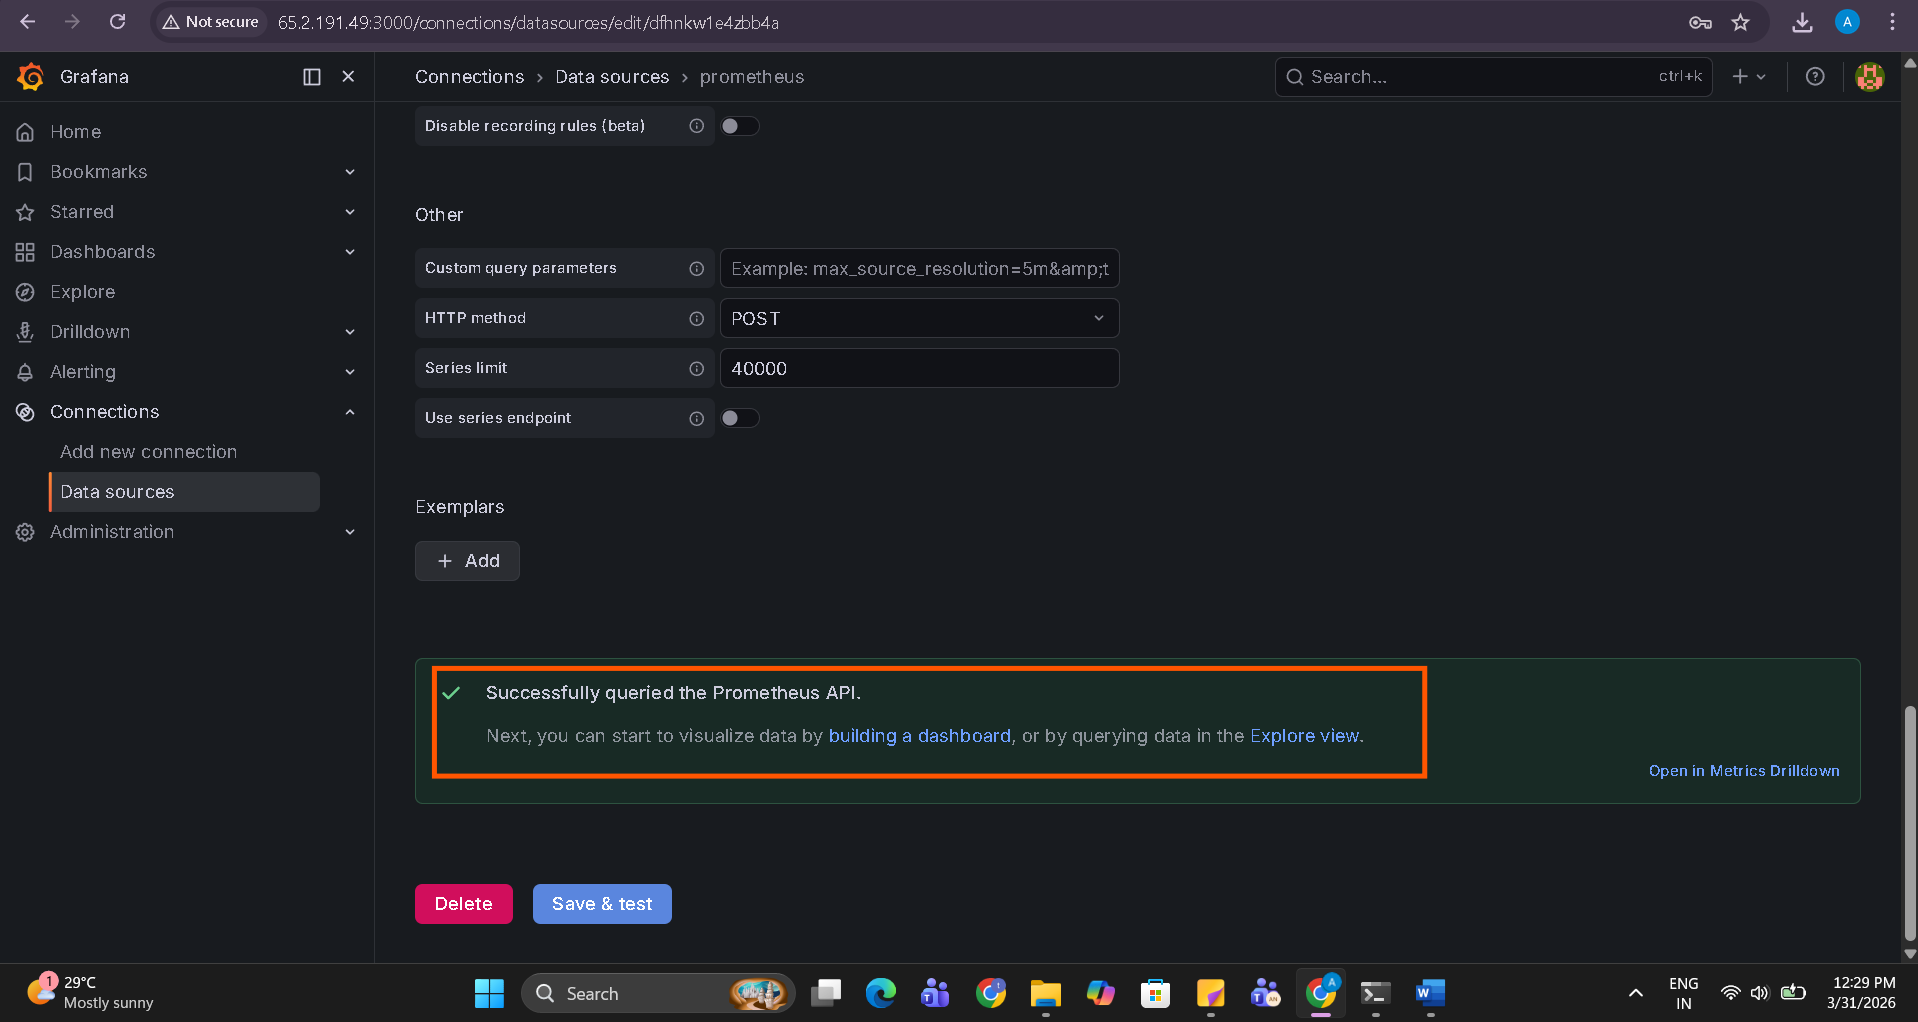 Not secure
65.2.191.49:3000/connections/datasources/edit/dfhnkw1e4zbb4a
A
Grafana
Connections › Data sources › prometheus
Search...
ctrl+k
Home
Bookmarks
Starred
Dashboards
Explore
Drilldown
Alerting
Connections
Add new connection
Data sources
Administration
Disable recording rules (beta)
Other
Custom query parameters
Example: max_source_resolution=5m&amp;t
HTTP method
POST
Series limit
40000
Use series endpoint
Exemplars
+ Add
Successfully queried the Prometheus API.
Next, you can start to visualize data by building a dashboard, or by querying data in the Explore view.
Open in Metrics Drilldown
Delete
Save & test
1
29°C
Mostly sunny
Search
A
ENG
IN
12:29 PM
3/31/2026